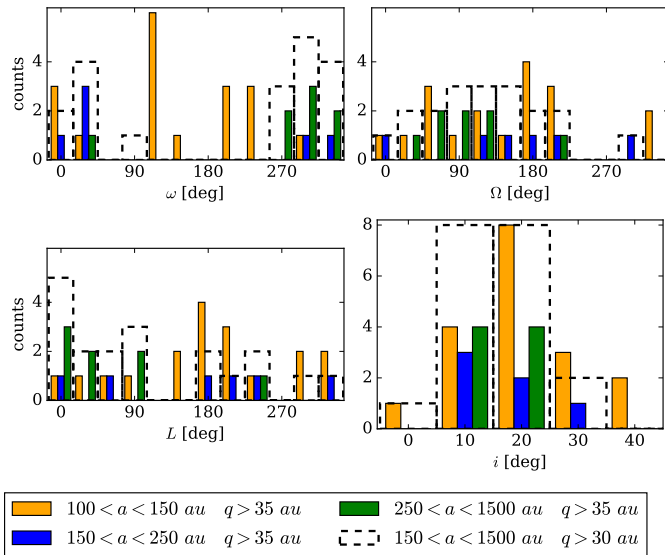 counts
4
2
0
0 90 180 270
ω [deg]
4
2
0
0 90 180 270
Ω [deg]
counts
4
2
0
0 90 180 270
L [deg]
8
6
4
2
0
0 10 20 30 40
i [deg]
100 < a < 150 au q > 35 au
150 < a < 250 au q > 35 au
250 < a < 1500 au q > 35 au
150 < a < 1500 au q > 30 au